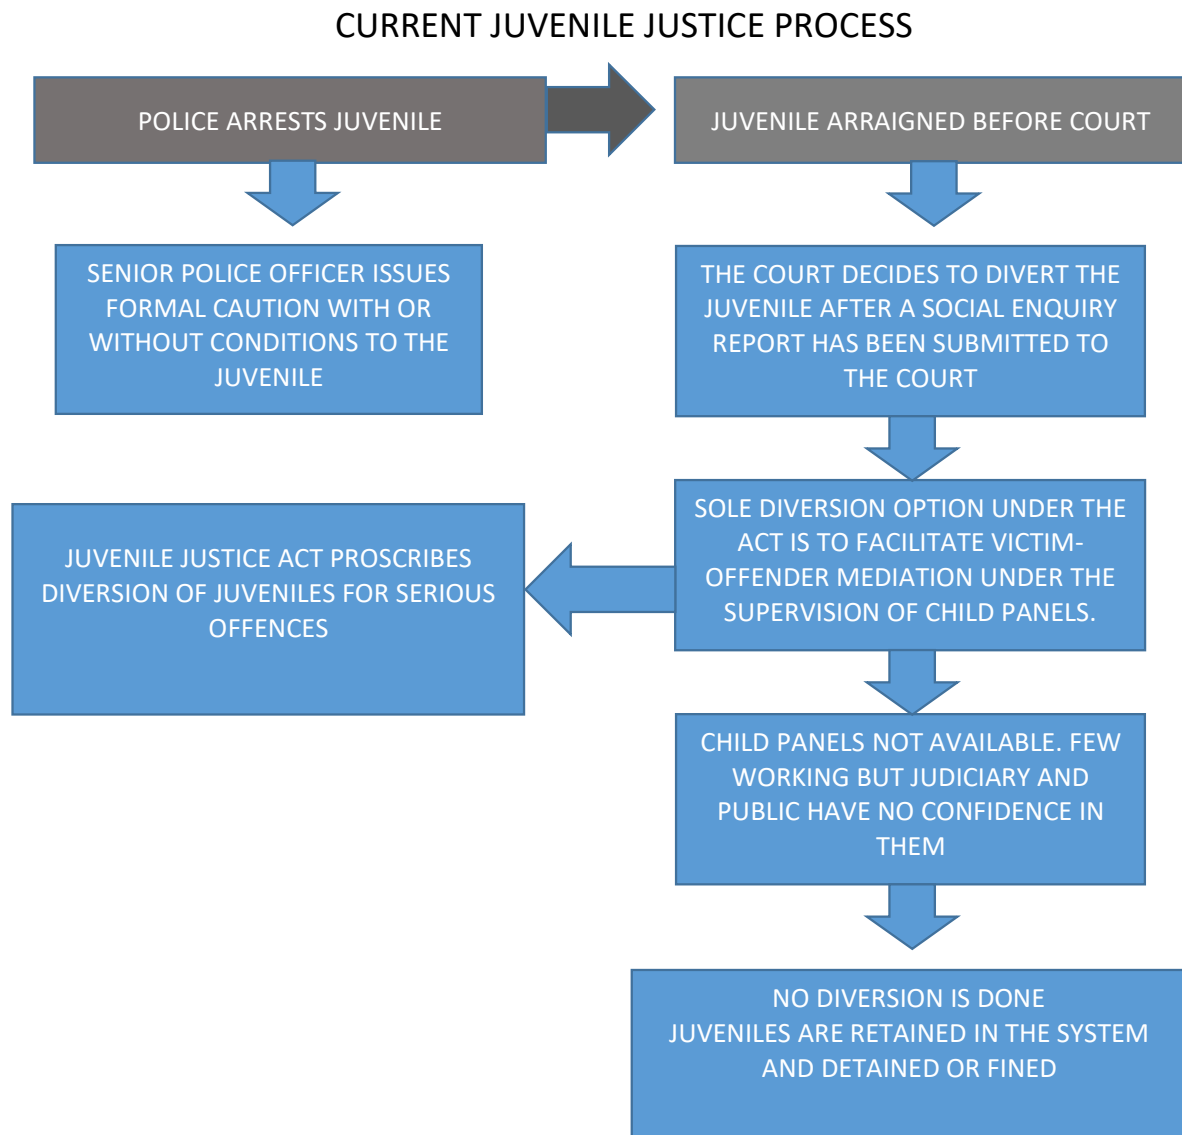 CURRENT JUVENILE JUSTICE PROCESS
POLICE ARRESTS JUVENILE
JUVENILE ARRAIGNED BEFORE COURT
SENIOR POLICE OFFICER ISSUES
FORMAL CAUTION WITH OR
WITHOUT CONDITIONS TO THE
JUVENILE
THE COURT DECIDES TO DIVERT THE
JUVENILE AFTER A SOCIAL ENQUIRY
REPORT HAS BEEN SUBMITTED TO
THE COURT
SOLE DIVERSION OPTION UNDER THE
ACT IS TO FACILITATE VICTIM-
OFFENDER MEDIATION UNDER THE
SUPERVISION OF CHILD PANELS.
JUVENILE JUSTICE ACT PROSCRIBES
DIVERSION OF JUVENILES FOR SERIOUS
OFFENCES
CHILD PANELS NOT AVAILABLE. FEW
WORKING BUT JUDICIARY AND
PUBLIC HAVE NO CONFIDENCE IN
THEM
NO DIVERSION IS DONE
JUVENILES ARE RETAINED IN THE SYSTEM
AND DETAINED OR FINED